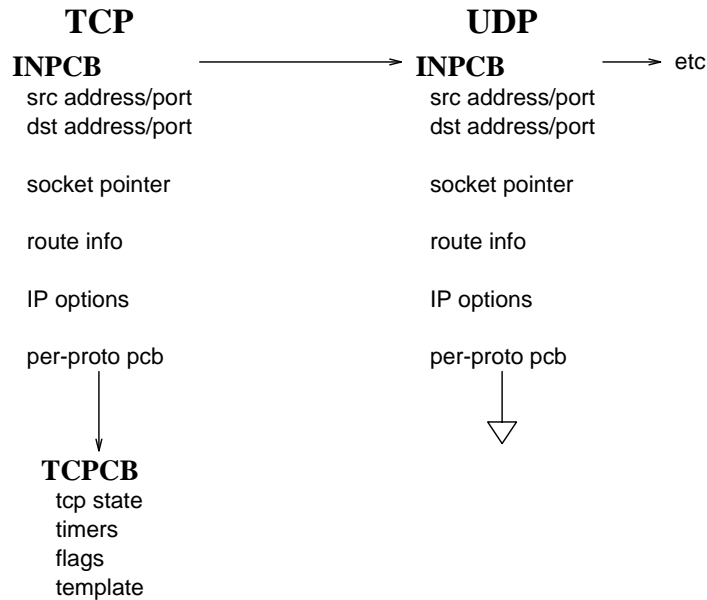 TCP
INPCB
src address/port
dst address/port
socket pointer
route info
IP options
per-proto pcb
TCPCB
tcp state
timers
flags
template
UDP
INPCB
src address/port
dst address/port
socket pointer
route info
IP options
per-proto pcb
etc